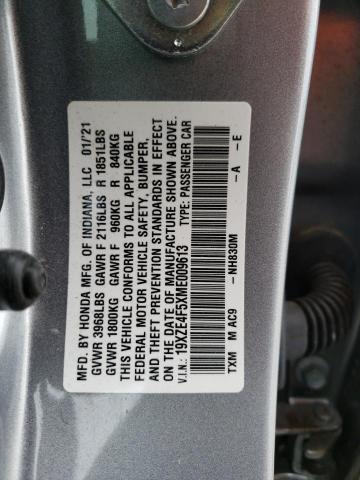 MFD. BY HONDA MFG. OF INDIANA, LLC 01/'21
GVWR 3968LBS GAWR F 2116LBS R 1851LBS
GVWR 1800KG GAWR F 960KG R 840KG
THIS VEHICLE CONFORMS TO ALL APPLICABLE
FEDERAL MOTOR VEHICLE SAFETY, BUMPER,
AND THEFT PREVENTION STANDARDS IN EFFECT
ON THE DATE OF MANUFACTURE SHOWN ABOVE.
V.I.N.: 19XZE4F5XME009613 TYPE: PASSENGER CAR
TXM M AC9 -NH830M -A -E